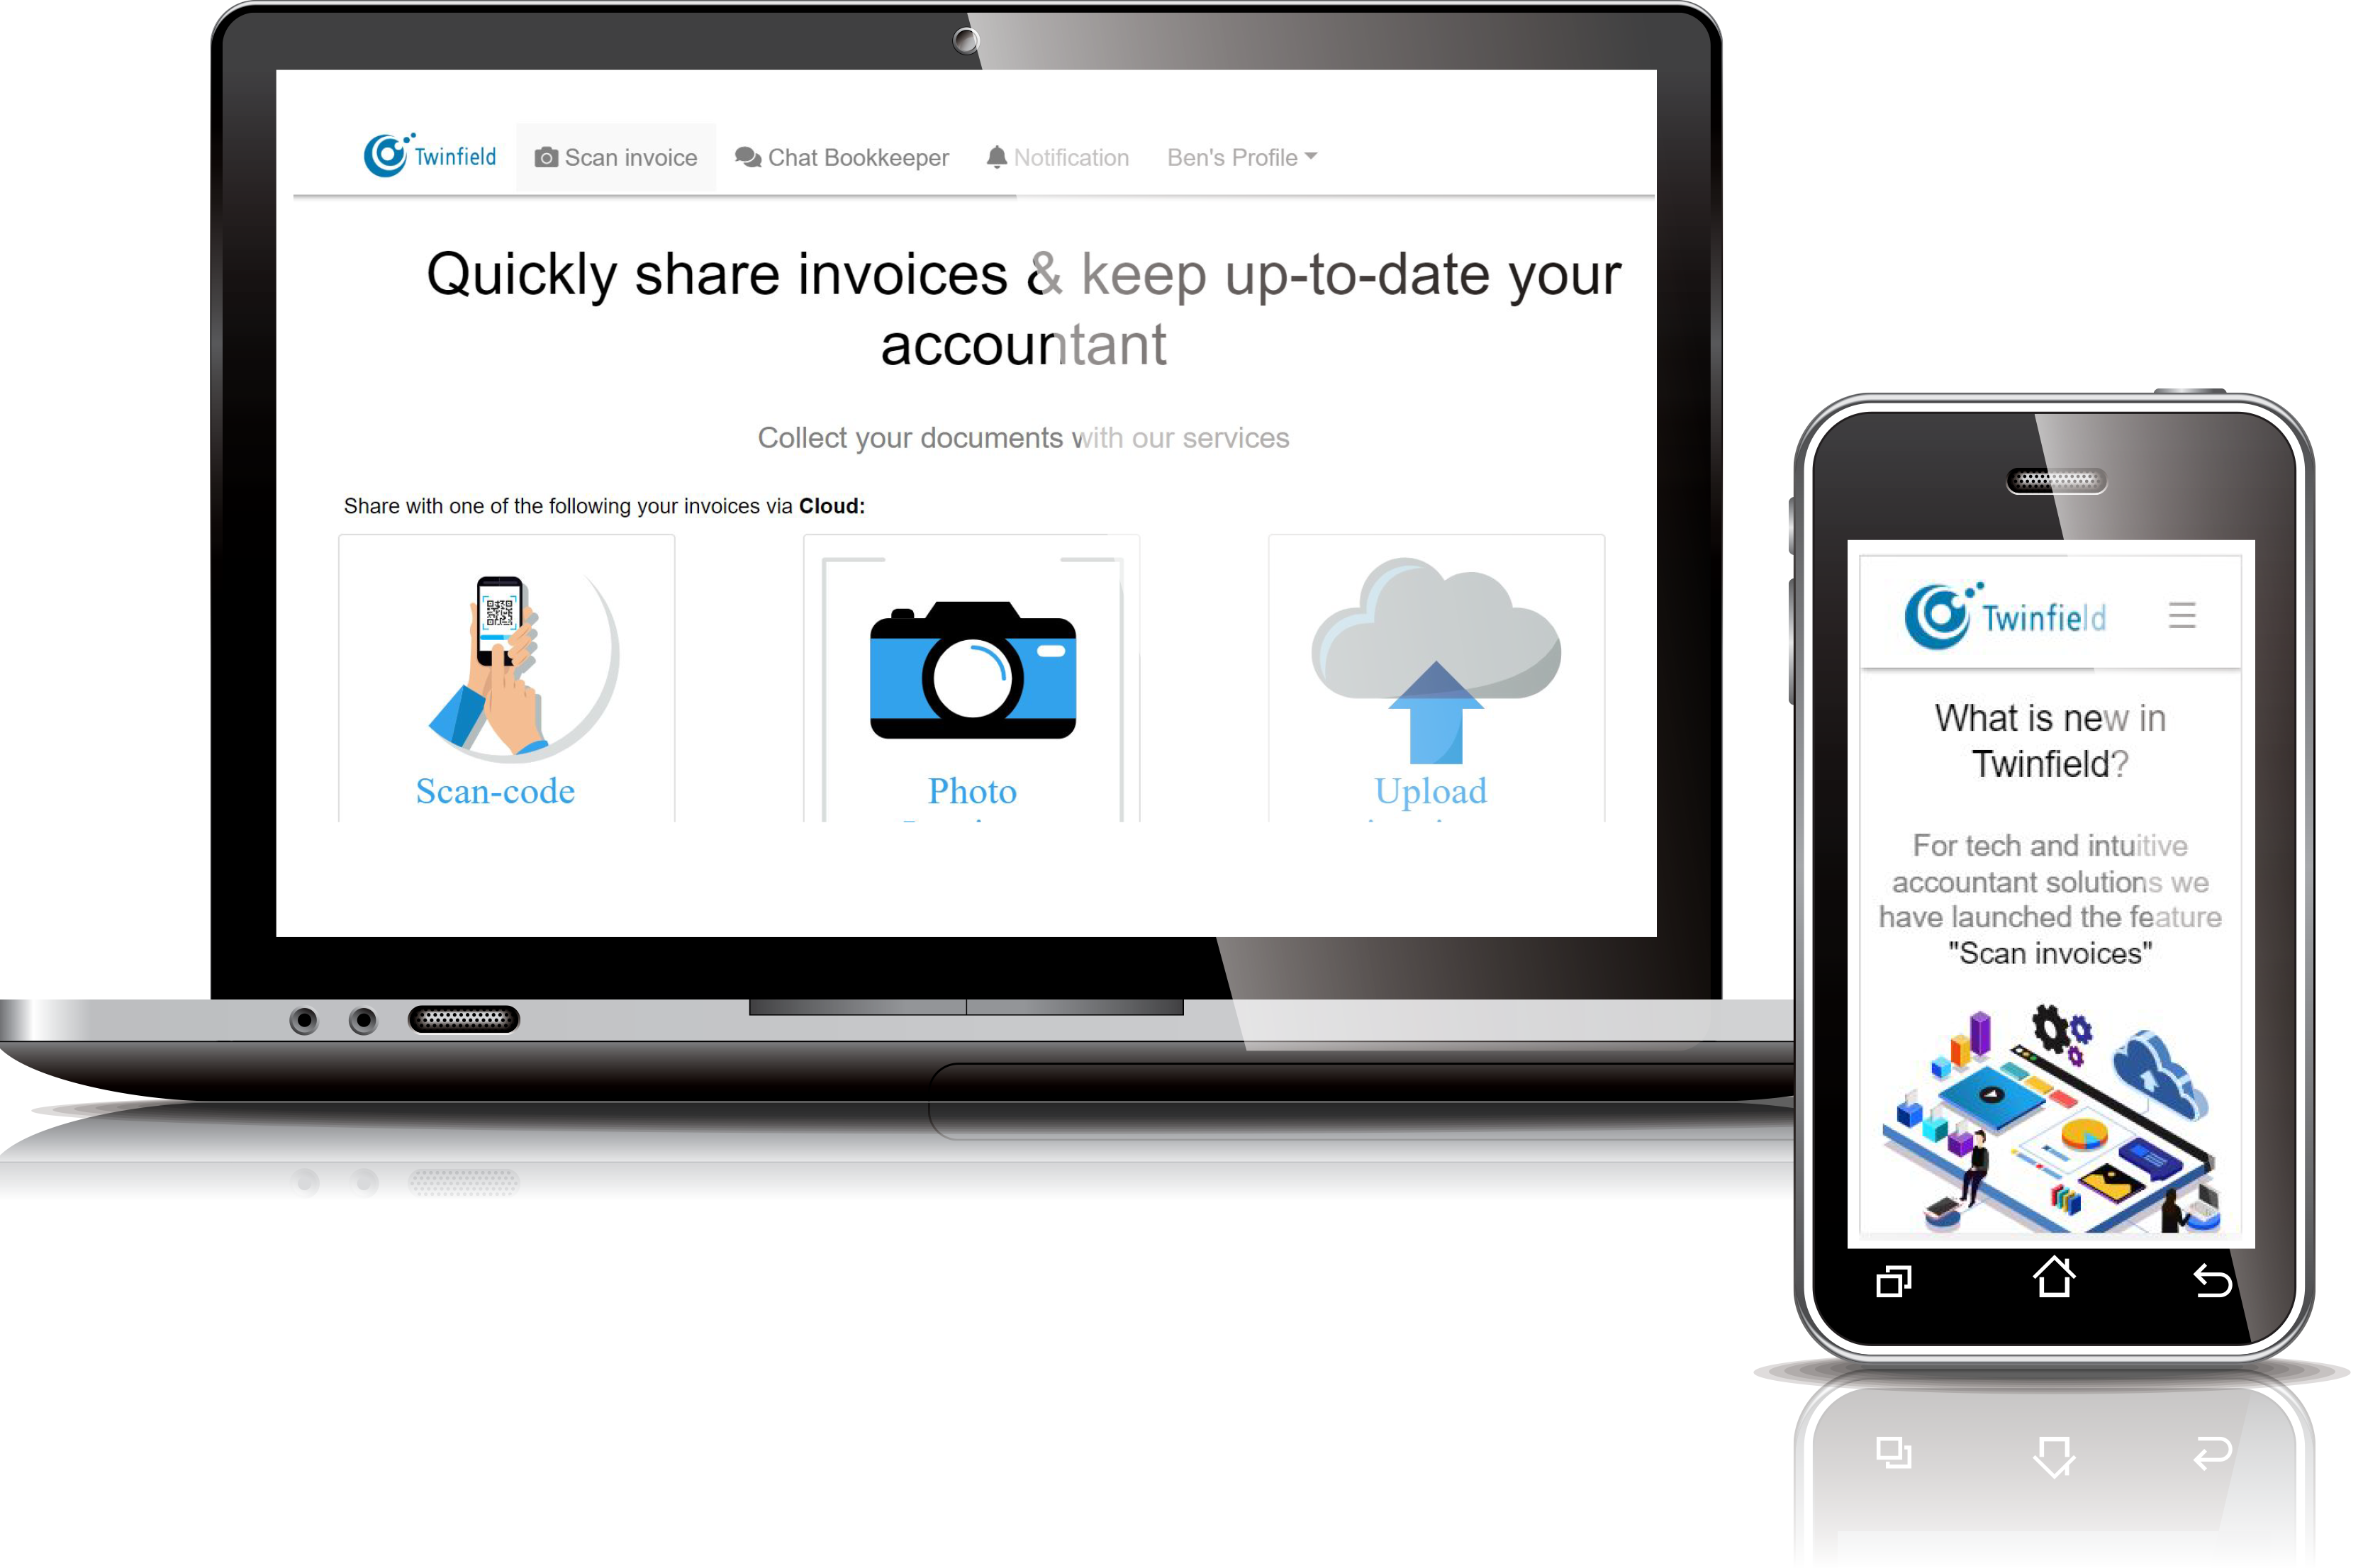 Twinfield
Scan invoice
Chat Bookkeeper
Notification
Ben's Profile
Quickly share invoices & keep up-to-date your
accountant
Collect your documents with our services
Share with one of the following your invoices via Cloud:
Scan-code
Photo
Upload
Twinfield
What is new in
Twinfield?
For tech and intuitive
accountant solutions we
have launched the feature
"Scan invoices"